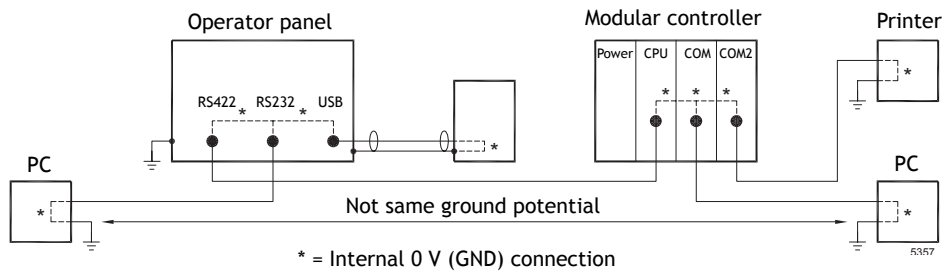 Operator panel
Modular controller
Printer
Power CPU COM COM2
*
* * *
RS422 RS232 USB
* *
*
PC
PC
*
Not same ground potential
*
* = Internal 0 V (GND) connection
5357